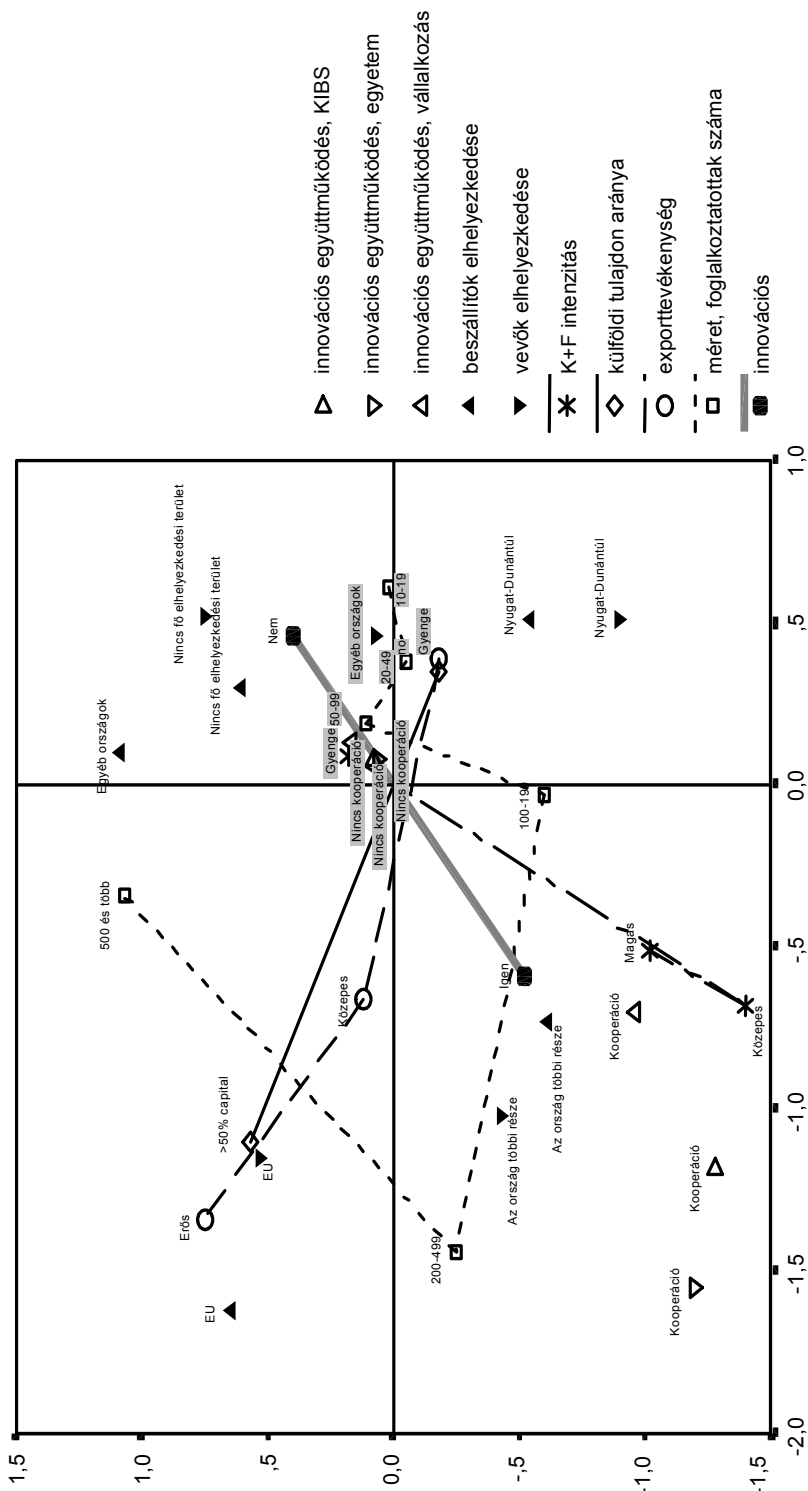 innovációs együttműködés, KIBS
innovációs együttműködés, egyetem
innovációs együttműködés, vállalkozás
beszállítók elhelyezkedése
vevők elhelyezkedése
K+F intenzitás
külföldi tulajdon aránya
exporttevékenység
méret, foglalkoztatottak száma
innovációs
1,5
1,0
,5
0,0
-,5
-1,0
-1,5
-2,0
-1,5
-1,0
-,5
0,0
,5
1,0
Nincs fő elhelyezkedési terület
Nincs fő elhelyezkedési terület
Egyéb országok
Nem
Egyéb országok
10-19
20-49
no-
Gyenge
50-99
Gyenge
Nincs kooperáció
Nincs kooperáció
Nincs kooperáció
Nyugat-Dunántúl
Nyugat-Dunántúl
100-19
500 és több
Közepes
>50% capital
EU
Erős
EU
Igen
Magas
Közepes
Kooperáció
Az ország többi része
Az ország többi része
200-499
Kooperáció
Kooperáció